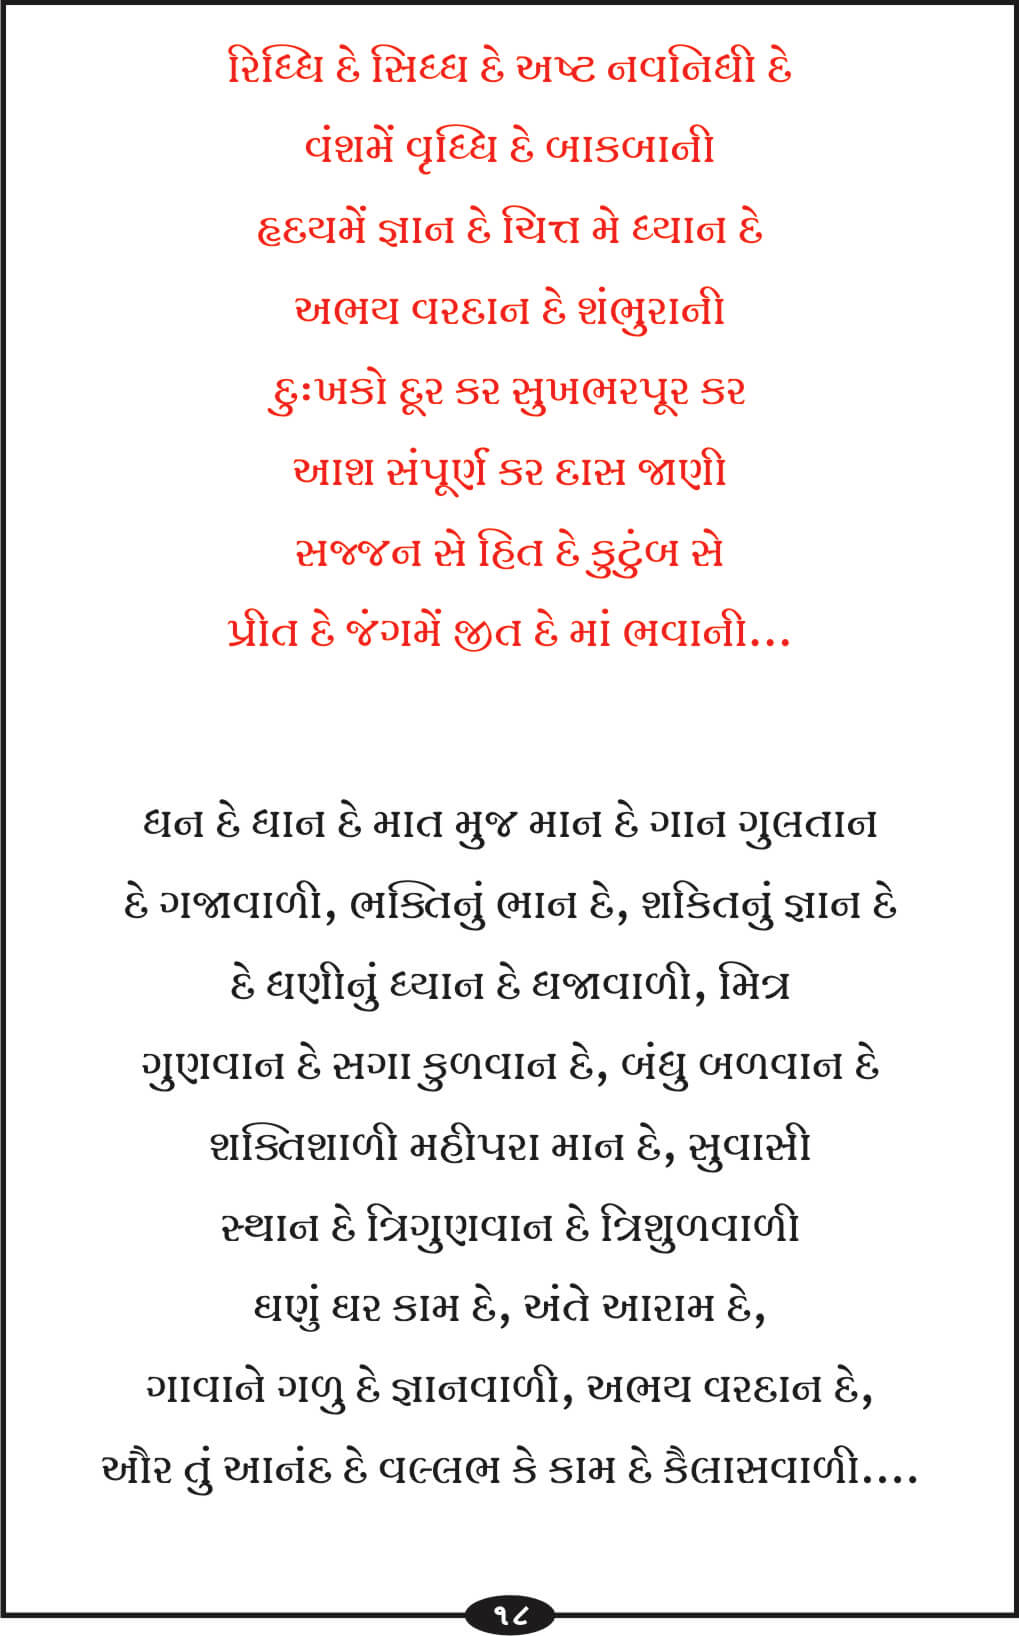 રિધ્ધિ દે સિધ્ધ દે અષ્ટ નવનિધી દે
વંશમેં વૃધ્ધિ દે બાકબાની
હૃદયમેં જ્ઞાન દે ચિત્ત મે ધ્યાન દે
અભય વરદાન દે શંભુરાની
દુઃખકો દૂર કર સુખભરપૂર કર
આશ સંપૂર્ણ કર દાસ જાણી
સજ્જન સે હિત દે કુટુંબ સે
પ્રીત દે જંગમેં જીત દે માં ભવાની...
ધન દે ધાન દે માત મુજ માન દે ગાન ગુલતાન
દે ગજાવાળી, ભક્તિનું ભાન દે, શકિતનું જ્ઞાન દે
દે ધણીનું ધ્યાન દે ધજાવાળી, મિત્ર
ગુણવાન દે સગા કુળવાન દે, બંધુ બળવાન દે
શક્તિશાળી મહીપરા માન દે, સુવાસી
સ્થાન દે ત્રિગુણવાન દે ત્રિશુળવાળી
ઘણું ઘર કામ દે, અંતે આરામ દે,
ગાવાને ગળુ દે જ્ઞાનવાળી, અભય વરદાન દે,
ઔર તું આનંદ દે વલ્લભ કે કામ દે કૈલાસવાળી....
૧૮